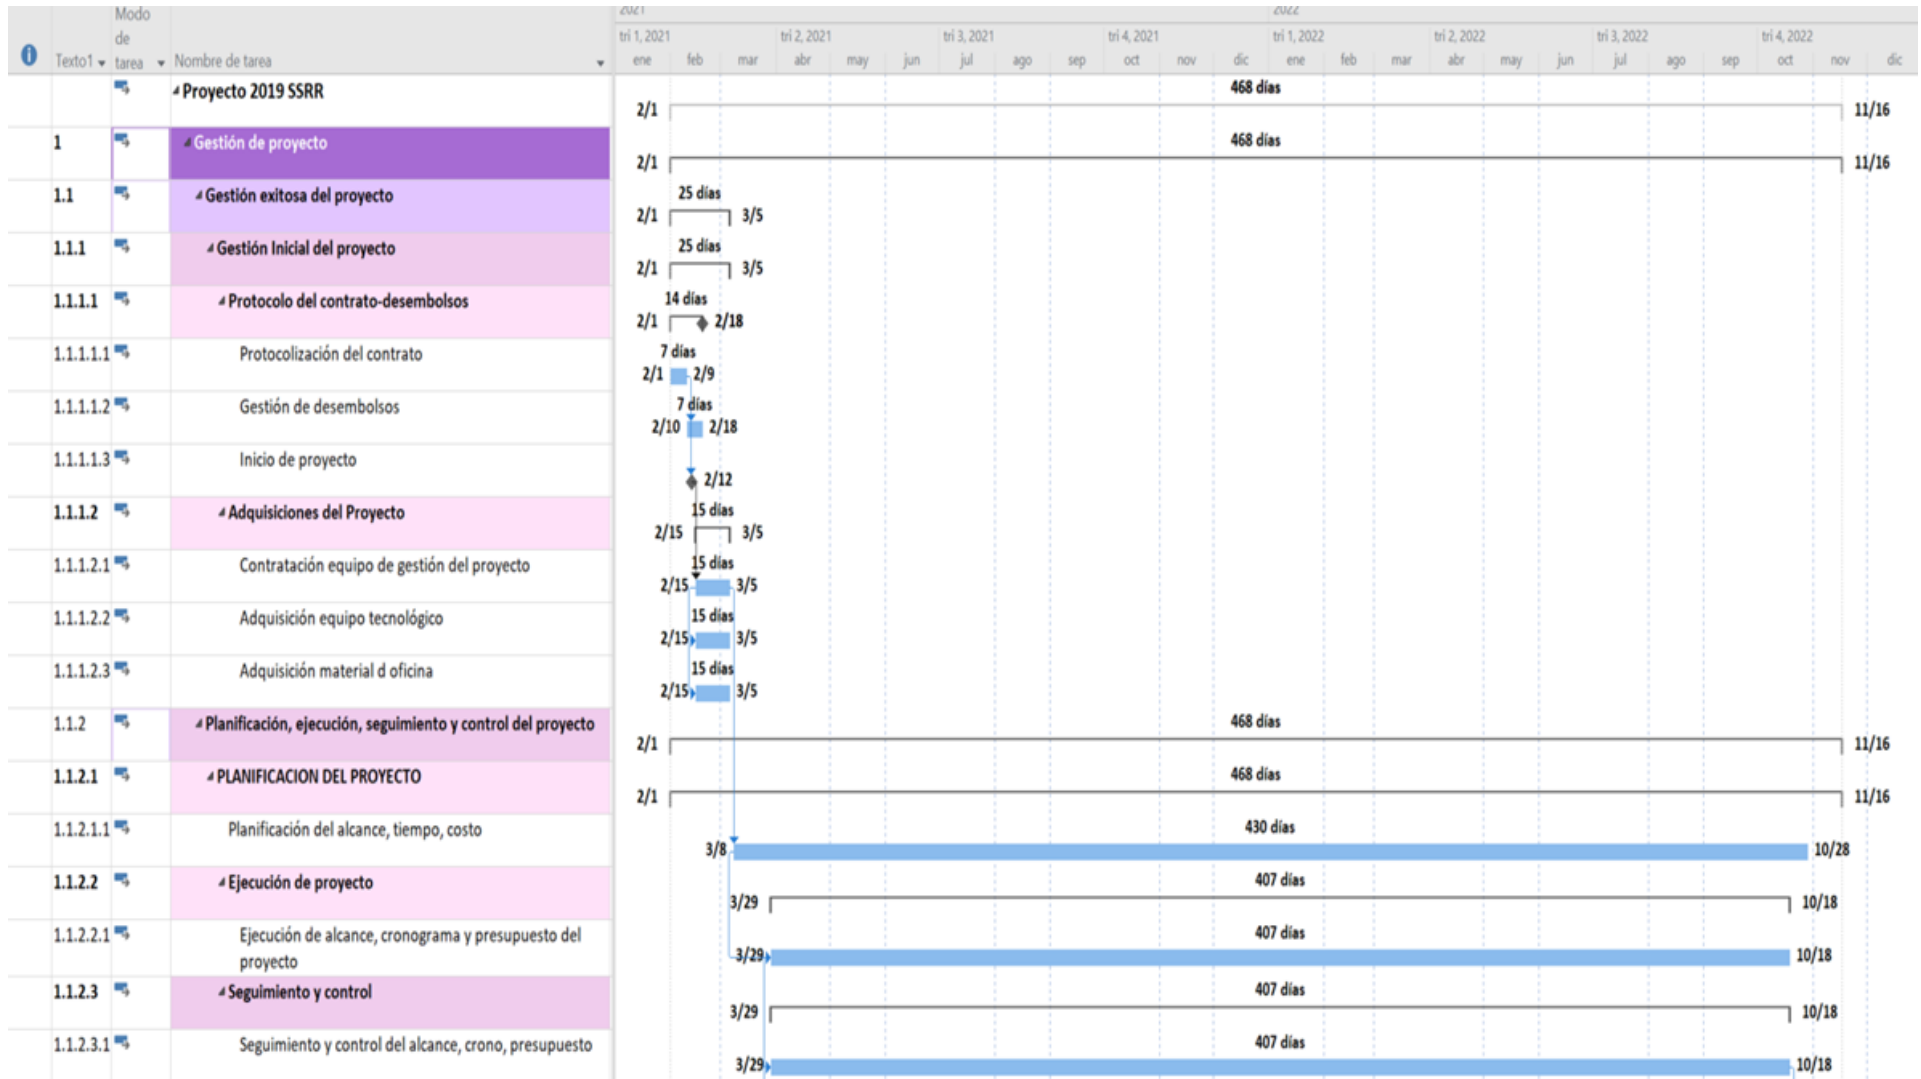 2021 2022
Modo de tarea
tri 1, 2021 tri 2, 2021 tri 3, 2021 tri 4, 2021 tri 1, 2022 tri 2, 2022 tri 3, 2022 tri 4, 2022
Texto1 Nombre de tarea ene feb mar abr may jun jul ago sep oct nov dic ene feb mar abr may jun jul ago sep oct nov dic
Proyecto 2019 SSRR 468 días
2/1 11/16
1 Gestión de proyecto 468 días
2/1 11/16
1.1 Gestión exitosa del proyecto 25 días
2/1 3/5
1.1.1 Gestión Inicial del proyecto 25 días
2/1 3/5
1.1.1.1 Protocolo del contrato-desembolsos 14 días
2/1 2/18
1.1.1.1.1 Protocolización del contrato 7 días
2/1 2/9
1.1.1.1.2 Gestión de desembolsos 7 días
2/10 2/18
1.1.1.1.3 Inicio de proyecto
2/12
1.1.1.2 Adquisiciones del Proyecto 15 días
2/15 3/5
1.1.1.2.1 Contratación equipo de gestión del proyecto 15 días
2/15 3/5
1.1.1.2.2 Adquisición equipo tecnológico 15 días
2/15 3/5
1.1.1.2.3 Adquisición material d oficina 15 días
2/15 3/5
1.1.2 Planificación, ejecución, seguimiento y control del proyecto 468 días
2/1 11/16
1.1.2.1 PLANIFICACION DEL PROYECTO 468 días
2/1 11/16
1.1.2.1.1 Planificación del alcance, tiempo, costo 430 días
3/8 10/28
1.1.2.2 Ejecución de proyecto 407 días
3/29 10/18
1.1.2.2.1 Ejecución de alcance, cronograma y presupuesto del 407 días
proyecto 3/29 10/18
1.1.2.3 Seguimiento y control 407 días
3/29 10/18
1.1.2.3.1 Seguimiento y control del alcance, crono, presupuesto 407 días
3/29 10/18